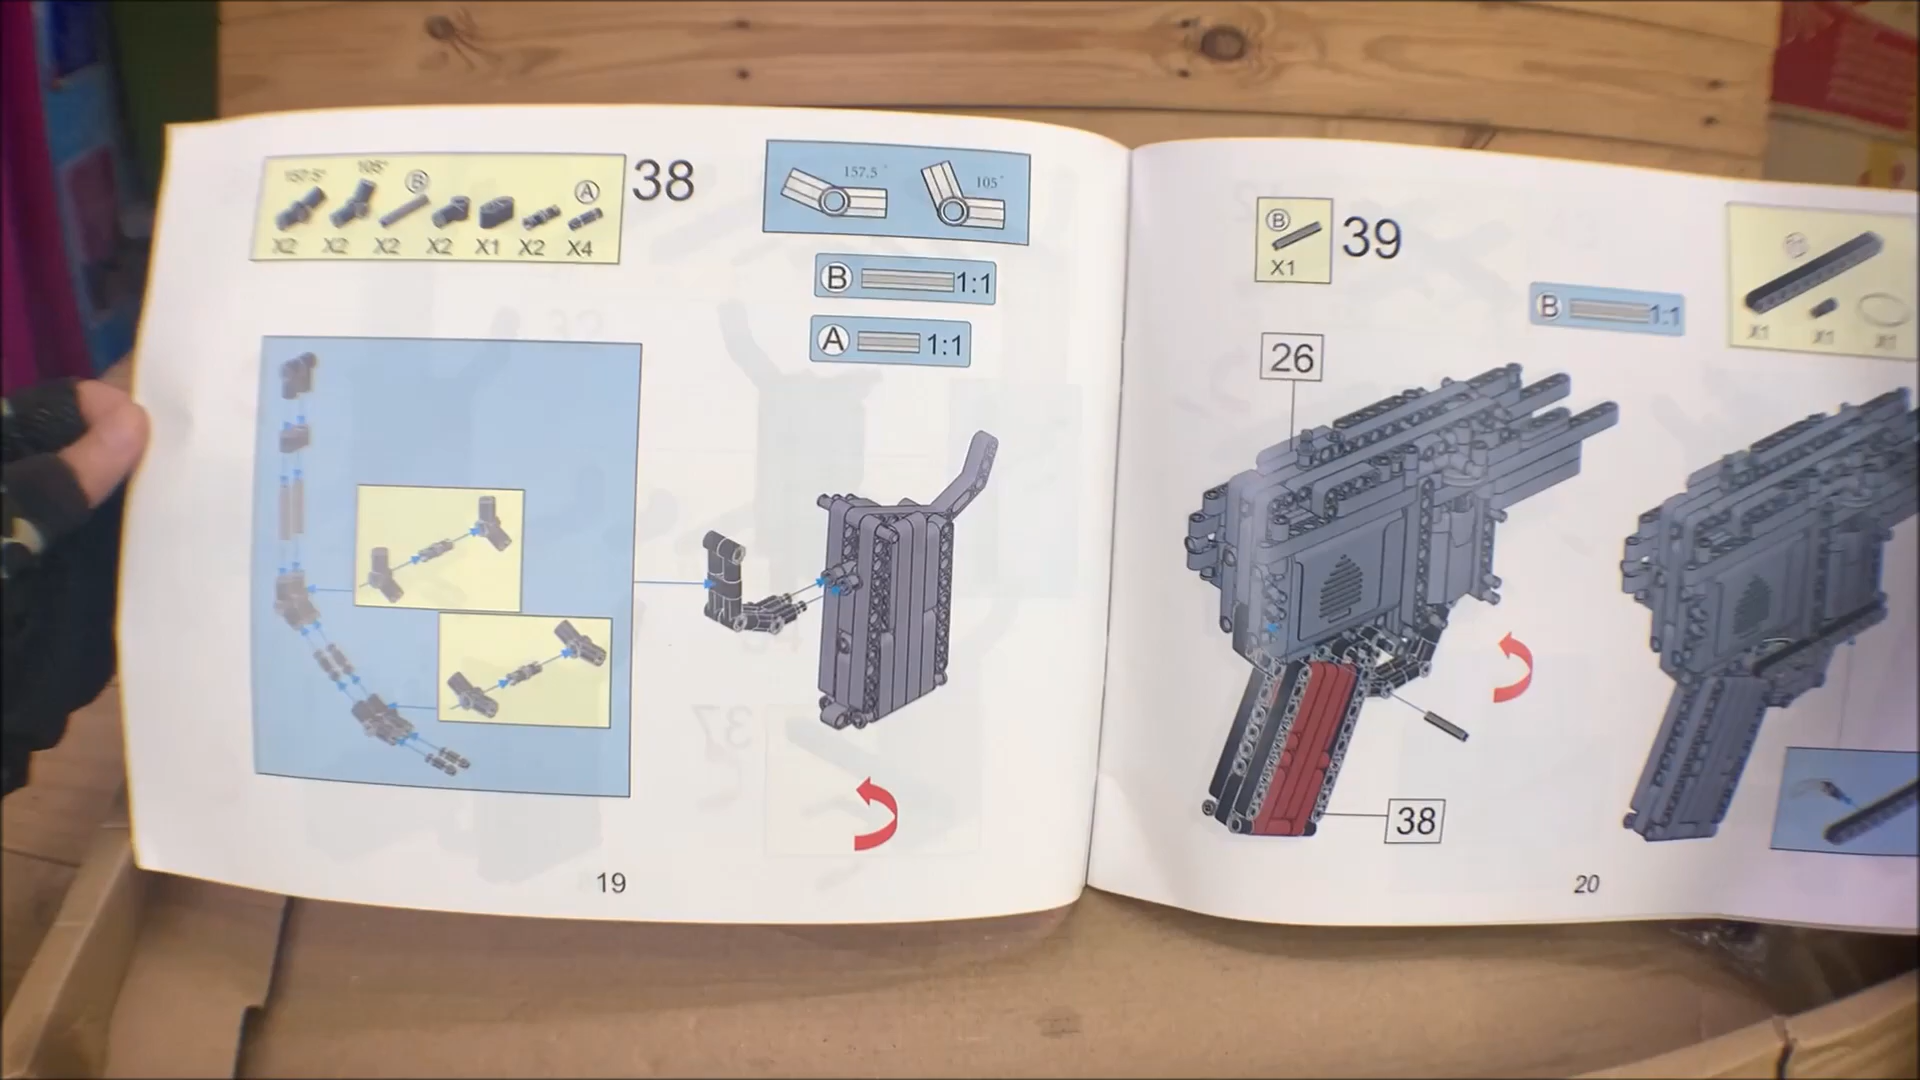 157.5° 105° B A
X2 X2 X2 X2 X1 X2 X4
38
157.5° 105°
B 1:1
A 1:1
19
B
X1
39
B 1:1
26
38
20
X1 X1 X1